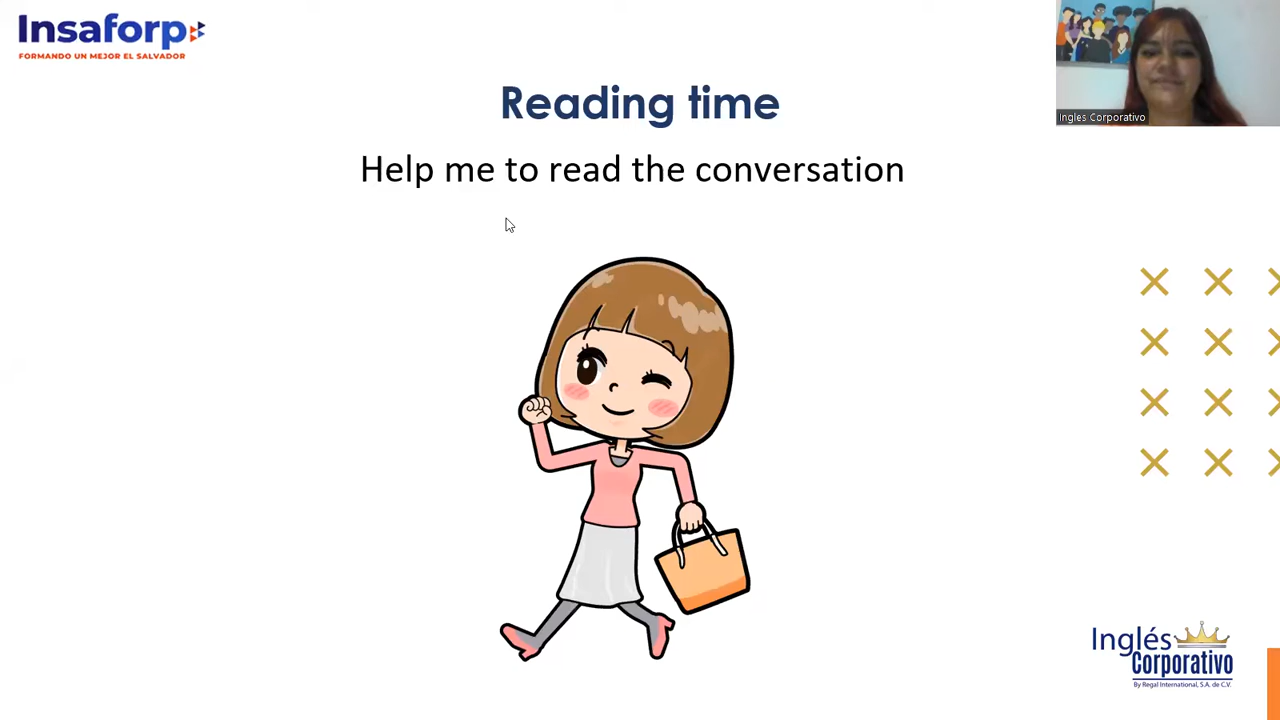 Insaforp
FORMANDO UN MEJOR EL SALVADOR
Reading time
Help me to read the conversation
Ingles Corporativo
Inglés
Corporativo
By Regal International, S.A. de C.V.